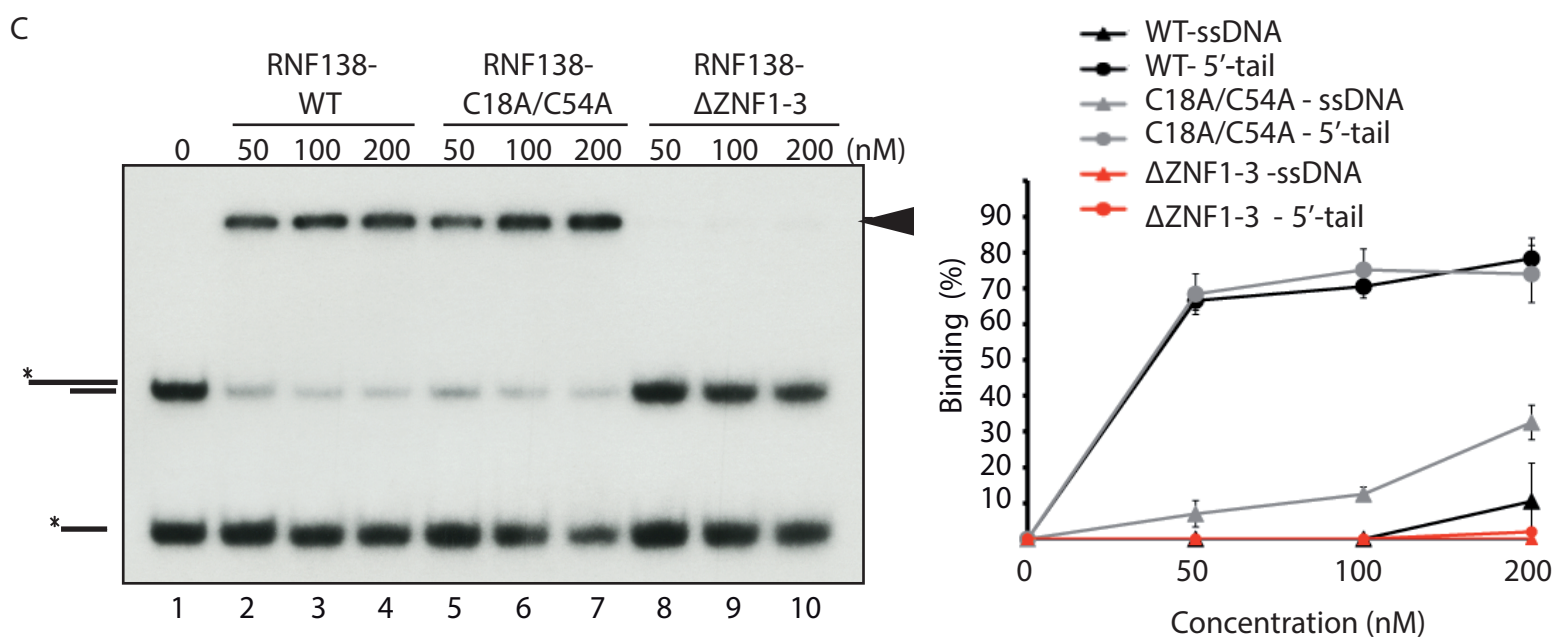 C
RNF138-
WT
RNF138-
C18A/C54A
RNF138-
ΔZNF1-3
0 50 100 200 50 100 200 50 100 200 (nM)
*
*
1 2 3 4 5 6 7 8 9 10
WT-ssDNA
WT- 5’-tail
C18A/C54A - ssDNA
C18A/C54A - 5’-tail
ΔZNF1-3 -ssDNA
ΔZNF1-3 - 5’-tail
Binding (%)
90
80
70
60
50
40
30
20
10
0 50 100 200
Concentration (nM)